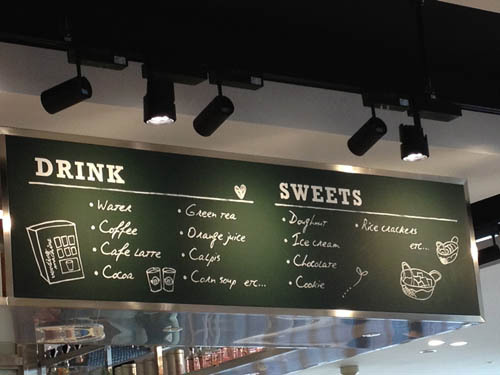 DRINK
• Water
• Coffee
• Cafe Latte
• Cocoa
• Green tea
• Orange juice
• Calpis
• Corn soup etc...
SWEETS
• Doughnut
• Ice cream
• Chocolate
• Cookie
• Rice crackers
etc...